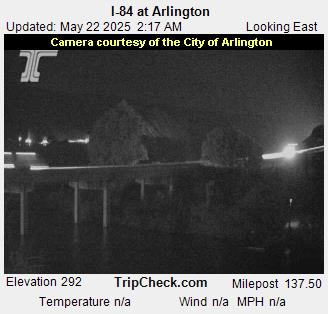 I-84 at Arlington
Updated: May 22 2025 2:17 AM Looking East
Camera courtesy of the City of Arlington
Elevation 292 TripCheck.com Milepost 137.50
Temperature n/a Wind n/a MPH n/a